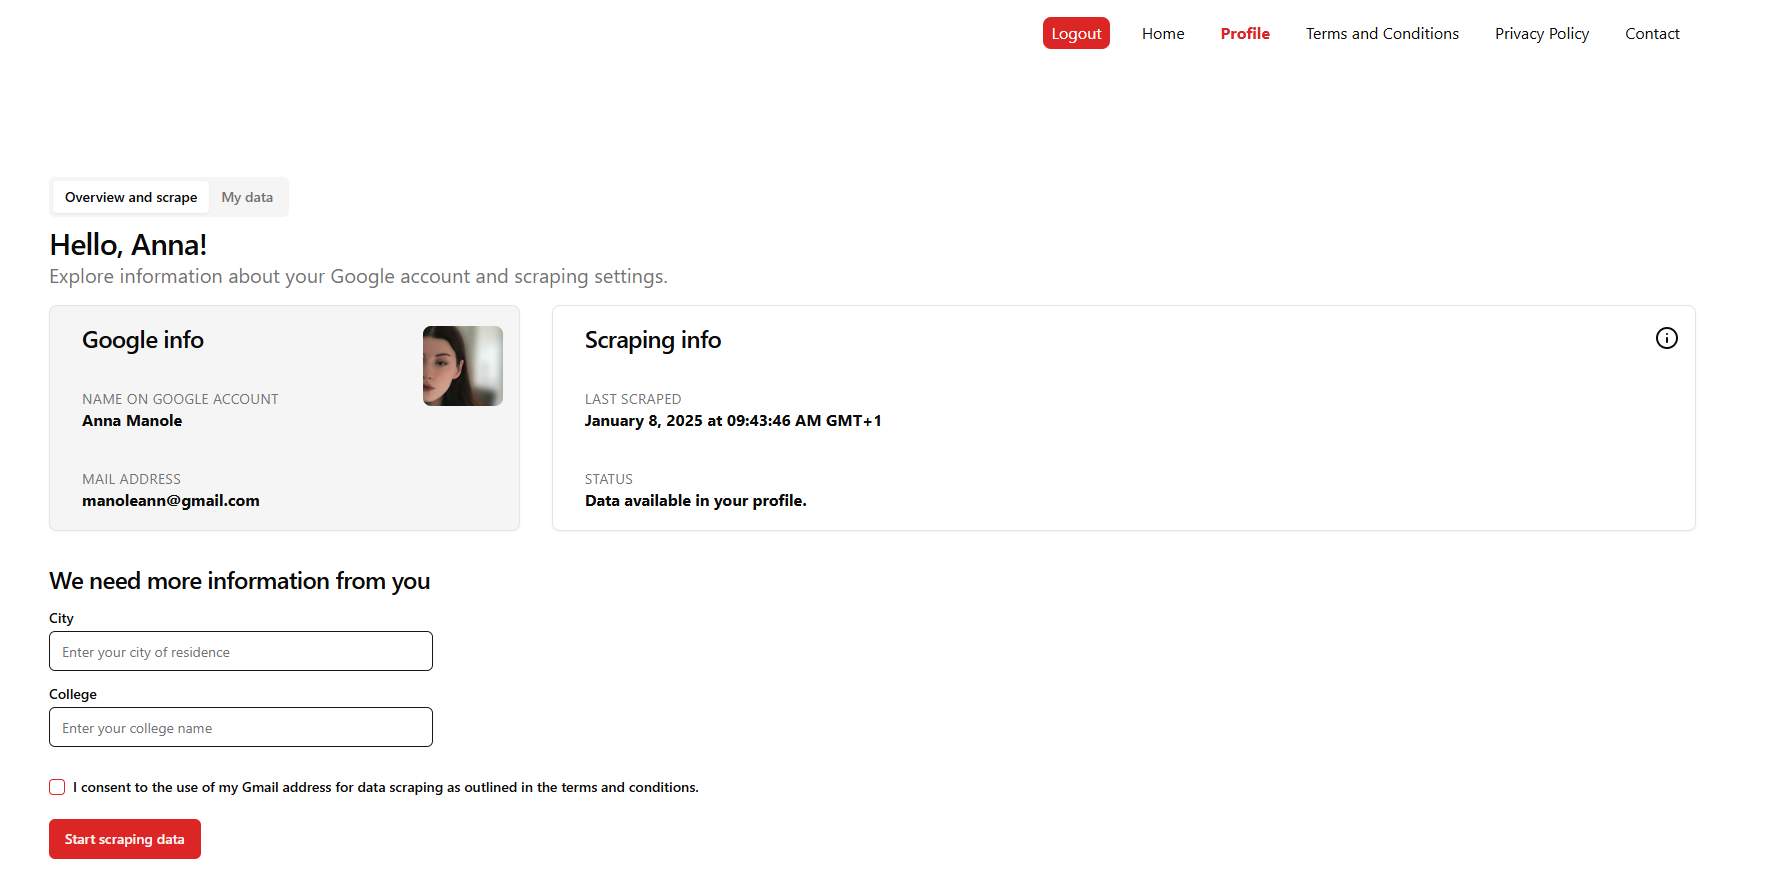 Logout Home Profile Terms and Conditions Privacy Policy Contact
Overview and scrape My data
Hello, Anna!
Explore information about your Google account and scraping settings.
Google info
NAME ON GOOGLE ACCOUNT
Anna Manole
MAIL ADDRESS
manoleann@gmail.com
Scraping info
LAST SCRAPED
January 8, 2025 at 09:43:46 AM GMT+1
STATUS
Data available in your profile.
We need more information from you
City
Enter your city of residence
College
Enter your college name
I consent to the use of my Gmail address for data scraping as outlined in the terms and conditions.
Start scraping data